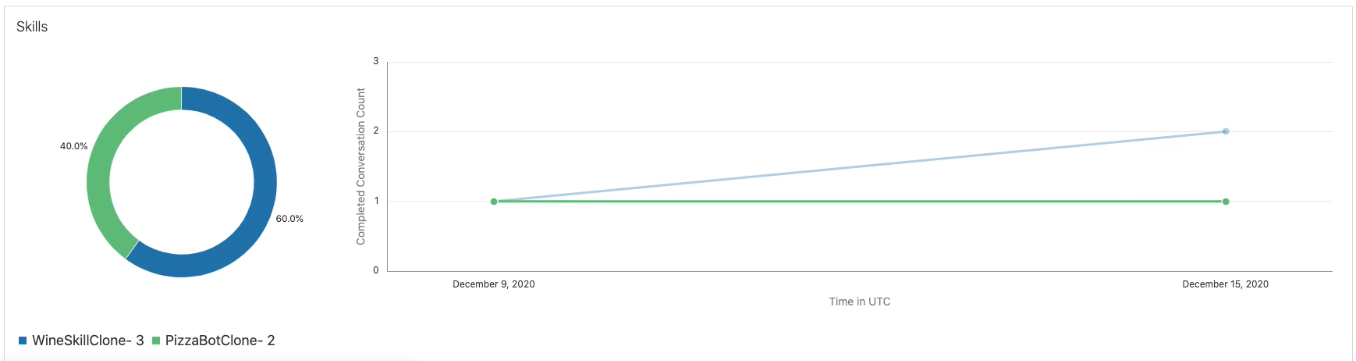 Skills
40.0%
60.0%
WineSkillClone- 3 PizzaBotClone- 2
Completed Conversation Count
3
2
1
0
December 9, 2020 December 15, 2020
Time in UTC